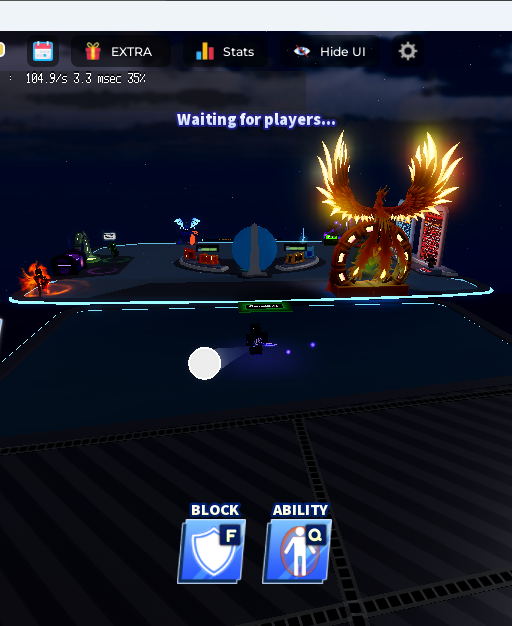 EXTRA
Stats
Hide UI
: 104.9/s 3.3 msec 35%
Waiting for players...
BLOCK
ABILITY
F
Q